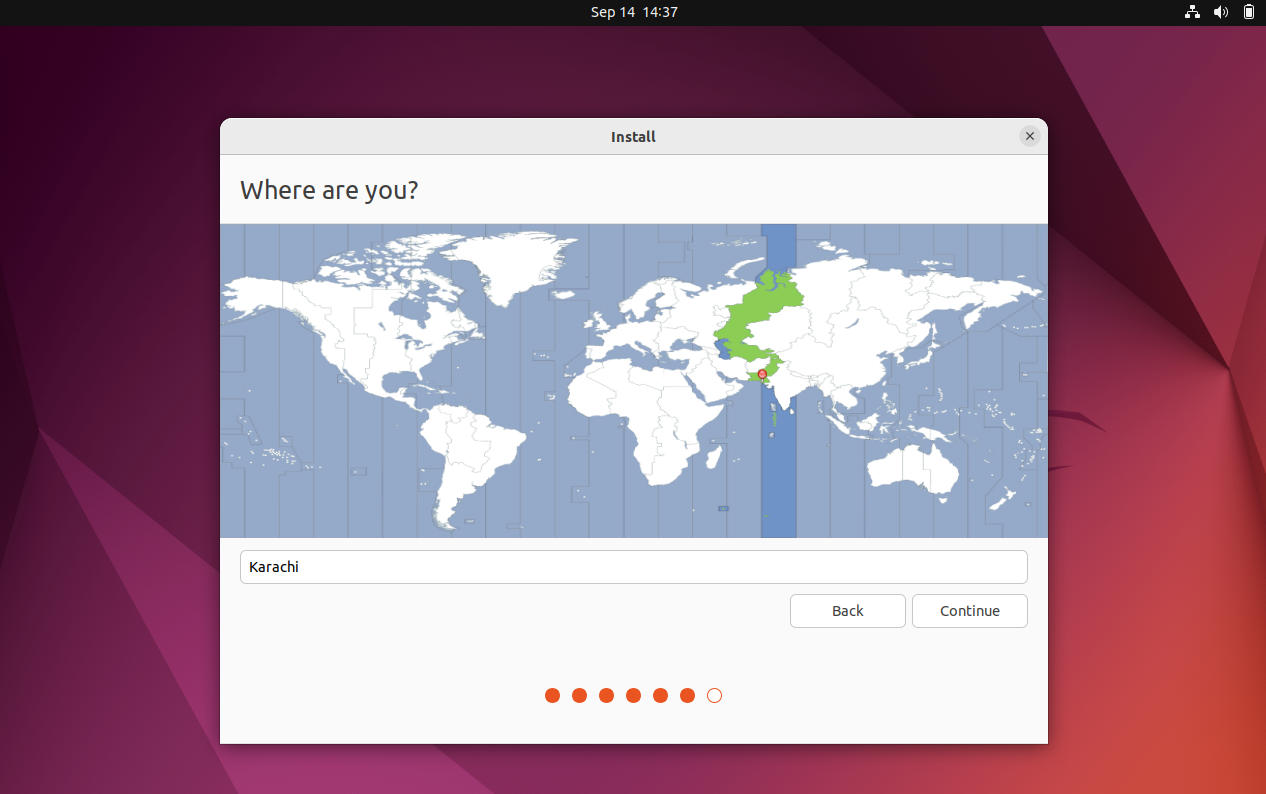 Sep 14 14:37
Install
Where are you?
Karachi
Back
Continue